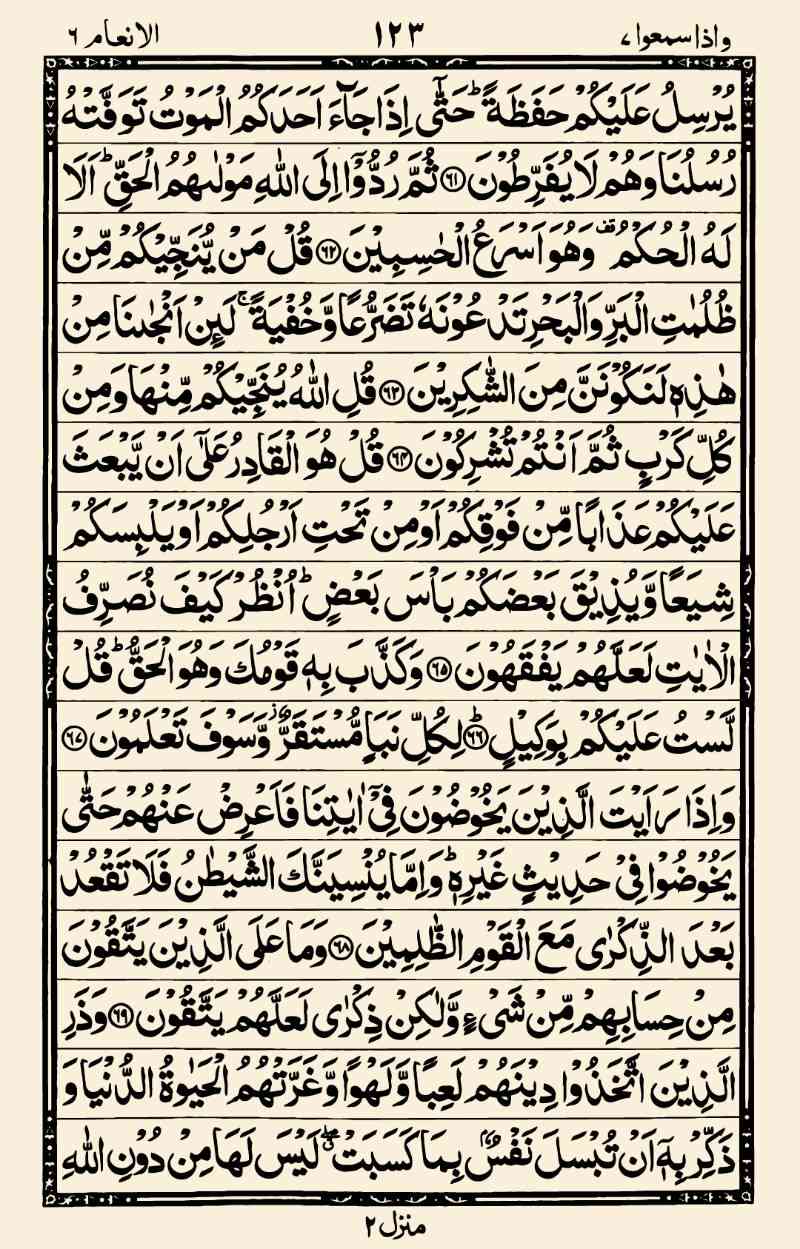 واذا سمعوا ٧ ١٢٣ الانعام ٦
يُرْسِلُ عَلَيْكُمْ حَفَظَةً ؕ حَتّٰۤى اِذَا جَآءَ اَحَدَكُمُ الْمَوْتُ تَوَفَّتْهُ
رُسُلُنَا وَهُمْ لَا يُفَرِّطُوْنَ ﴿٦١﴾ ثُمَّ رُدُّوْۤا اِلَى اللّٰهِ مَوْلٰىهُمُ الْحَقِّ ؕ اَلَا
لَهُ الْحُكْمُ ۫ وَهُوَ اَسْرَعُ الْحٰسِبِيْنَ ﴿٦٢﴾ قُلْ مَنْ يُّنَجِّيْكُمْ مِّنْ
ظُلُمٰتِ الْبَرِّ وَالْبَحْرِ تَدْعُوْنَهٗ تَضَرُّعًا وَّخُفْيَةً ۚ لَىِٕنْ اَنْجٰىنَا مِنْ
هٰذِهٖ لَنَكُوْنَنَّ مِنَ الشّٰكِرِيْنَ ﴿٦٣﴾ قُلِ اللّٰهُ يُنَجِّيْكُمْ مِّنْهَا وَمِنْ
كُلِّ كَرْبٍ ثُمَّ اَنْتُمْ تُشْرِكُوْنَ ﴿٦٤﴾ قُلْ هُوَ الْقَادِرُ عَلٰۤى اَنْ يَّبْعَثَ
عَلَيْكُمْ عَذَابًا مِّنْ فَوْقِكُمْ اَوْ مِنْ تَحْتِ اَرْجُلِكُمْ اَوْ يَلْبِسَكُمْ
شِيَعًا وَّيُذِيْقَ بَعْضَكُمْ بَاْسَ بَعْضٍ ؕ اُنْظُرْ كَيْفَ نُصَرِّفُ
الْاٰيٰتِ لَعَلَّهُمْ يَفْقَهُوْنَ ﴿٦٥﴾ وَكَذَّبَ بِهٖ قَوْمُكَ وَهُوَ الْحَقُّ ؕ قُلْ
لَّسْتُ عَلَيْكُمْ بِوَكِيْلٍ ﴿٦٦﴾ؕ لِكُلِّ نَبَاٍ مُّسْتَقَرٌّ ؗ وَّسَوْفَ تَعْلَمُوْنَ ﴿٦٧﴾
وَاِذَا رَاَيْتَ الَّذِيْنَ يَخُوْضُوْنَ فِيْۤ اٰيٰتِنَا فَاَعْرِضْ عَنْهُمْ حَتّٰى
يَخُوْضُوْا فِيْ حَدِيْثٍ غَيْرِهٖ ؕ وَاِمَّا يُنْسِيَنَّكَ الشَّيْطٰنُ فَلَا تَقْعُدْ
بَعْدَ الذِّكْرٰى مَعَ الْقَوْمِ الظّٰلِمِيْنَ ﴿٦٨﴾ وَمَا عَلَى الَّذِيْنَ يَتَّقُوْنَ
مِنْ حِسَابِهِمْ مِّنْ شَيْءٍ وَّلٰكِنْ ذِكْرٰى لَعَلَّهُمْ يَتَّقُوْنَ ﴿٦٩﴾ وَذَرِ
الَّذِيْنَ اتَّخَذُوْا دِيْنَهُمْ لَعِبًا وَّلَهْوًا وَّغَرَّتْهُمُ الْحَيٰوةُ الدُّنْيَا وَ
ذَكِّرْ بِهٖۤ اَنْ تُبْسَلَ نَفْسٌۢ بِمَا كَسَبَتْ ۖۗ لَيْسَ لَهَا مِنْ دُوْنِ اللّٰهِ
منزل ٢